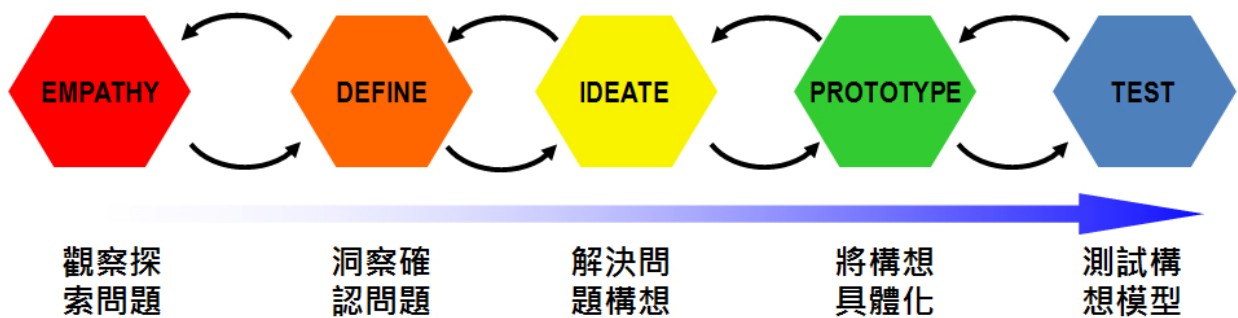 EMPATHY
DEFINE
IDEATE
PROTOTYPE
TEST
觀察探
索問題
洞察確
認問題
解決問
題構想
將構想
具體化
測試構
想模型